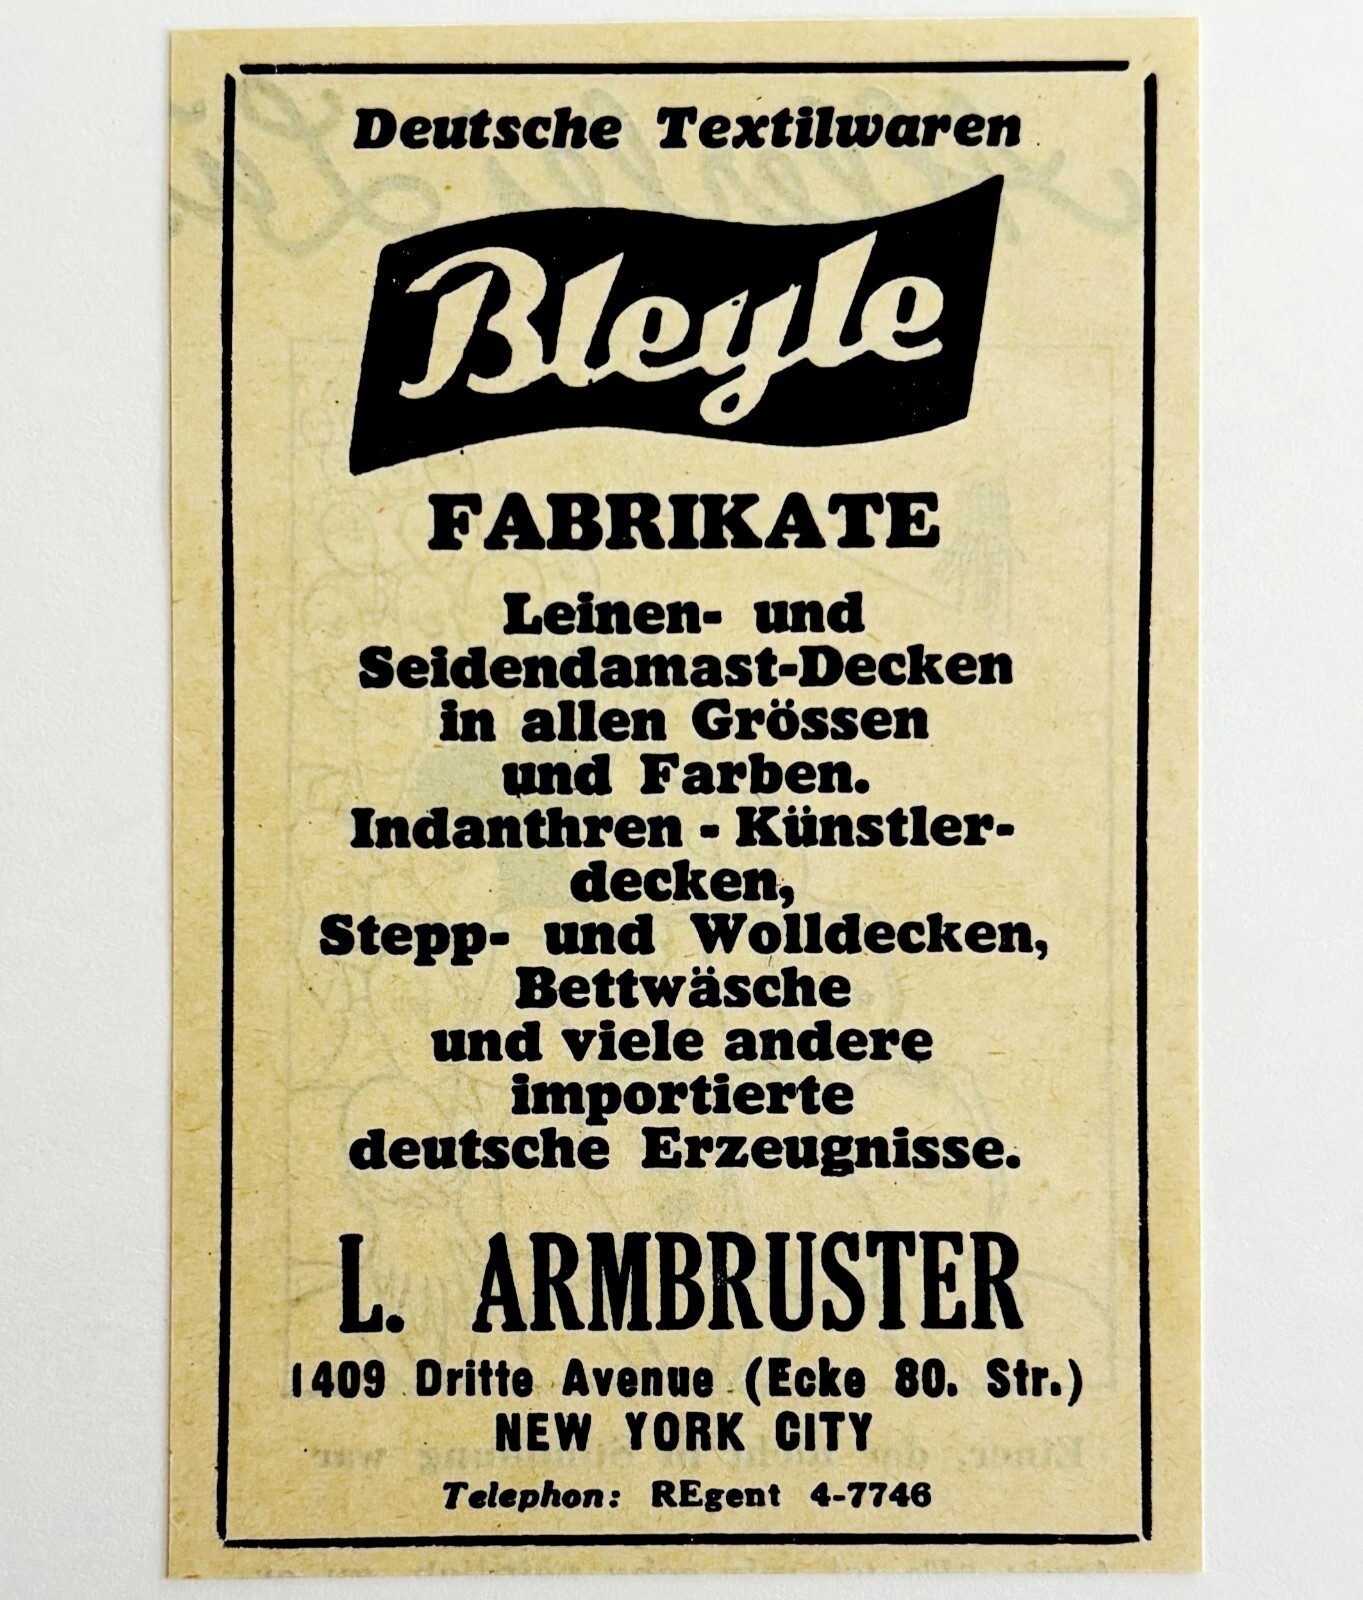 Deutsche Textilwaren
Bleyle
FABRIKATE
Leinen- und
Seidendamast-Decken
in allen Grössen
und Farben.
Indanthren - Künstler-
decken,
Stepp- und Wolldecken,
Bettwäsche
und viele andere
importierte
deutsche Erzeugnisse.
L. ARMBRUSTER
1409 Dritte Avenue (Ecke 80. Str.)
NEW YORK CITY
Telephon: REgent 4-7746